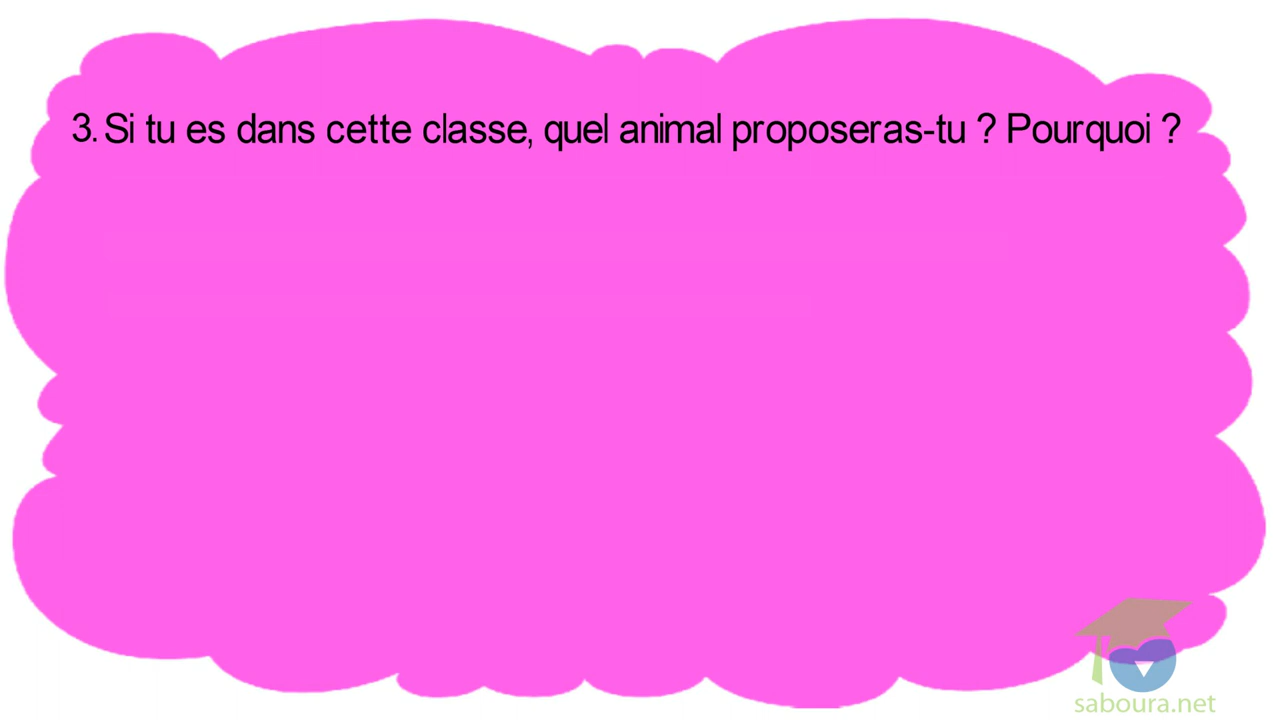 3. Si tu es dans cette classe, quel animal proposeras-tu ? Pourquoi ?
saboura.net